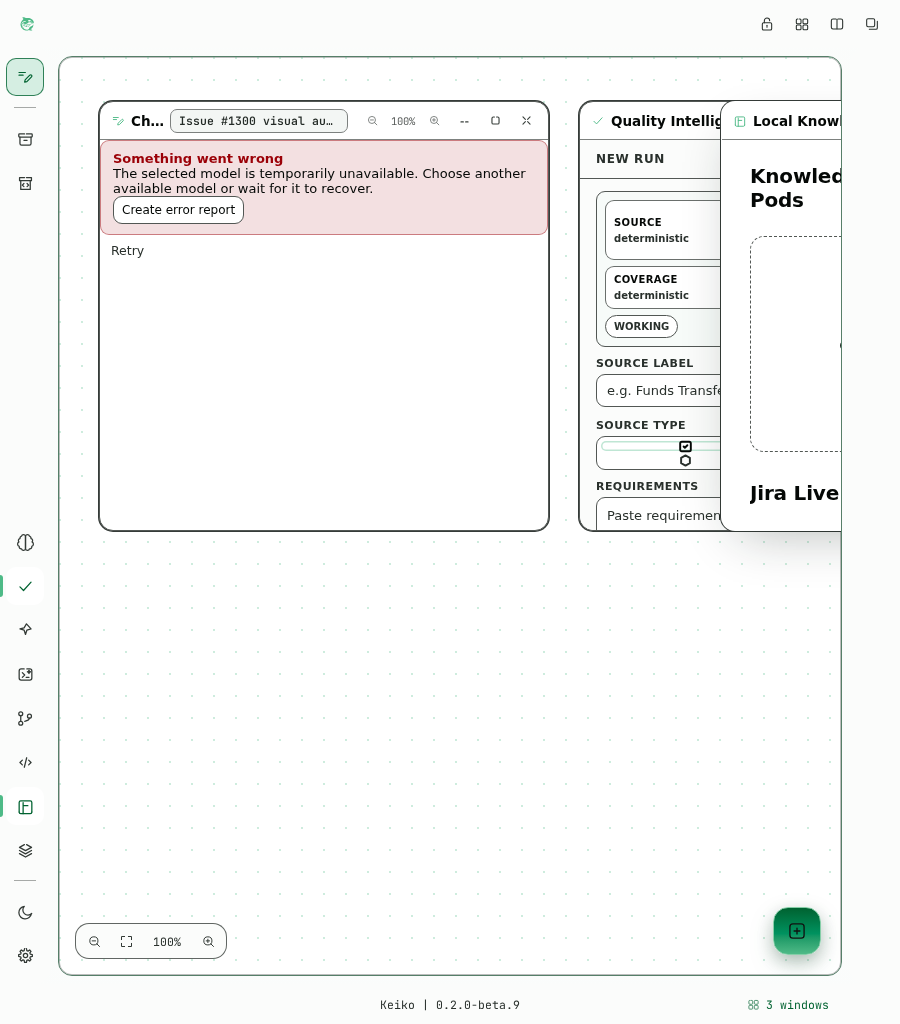 Ch...
Issue #1300 visual au...
100%
--
Something went wrong
The selected model is temporarily unavailable. Choose another
available model or wait for it to recover.
Create error report
Retry
Quality Intellig
NEW RUN
SOURCE
deterministic
COVERAGE
deterministic
WORKING
SOURCE LABEL
e.g. Funds Transfe
SOURCE TYPE
REQUIREMENTS
Paste requiremen
Local Knowl
Knowled
Pods
Jira Live
100%
Keiko | 0.2.0-beta.9
3 windows